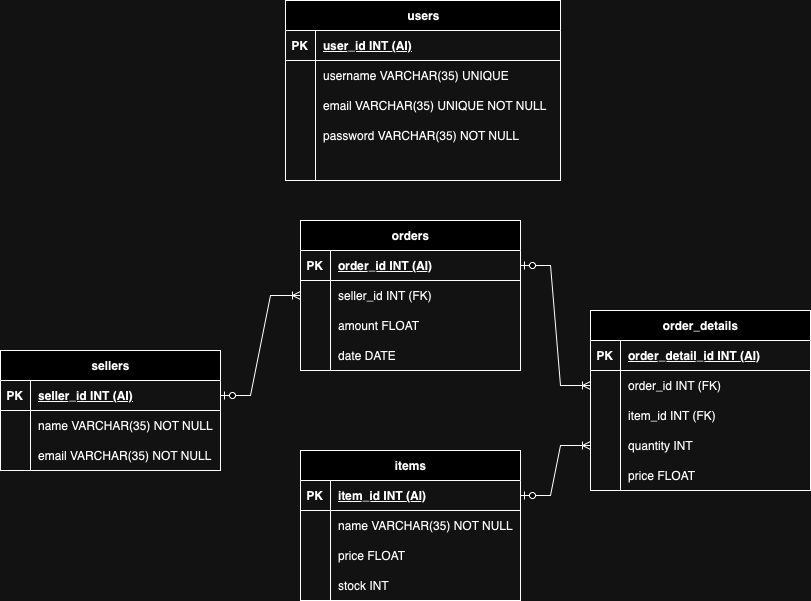 users
PK user_id INT (AI)
username VARCHAR(35) UNIQUE
email VARCHAR(35) UNIQUE NOT NULL
password VARCHAR(35) NOT NULL
orders
PK order_id INT (AI)
seller_id INT (FK)
amount FLOAT
date DATE
sellers
PK seller_id INT (AI)
name VARCHAR(35) NOT NULL
email VARCHAR(35) NOT NULL
order_details
PK order_detail_id INT (AI)
order_id INT (FK)
item_id INT (FK)
quantity INT
price FLOAT
items
PK item_id INT (AI)
name VARCHAR(35) NOT NULL
price FLOAT
stock INT